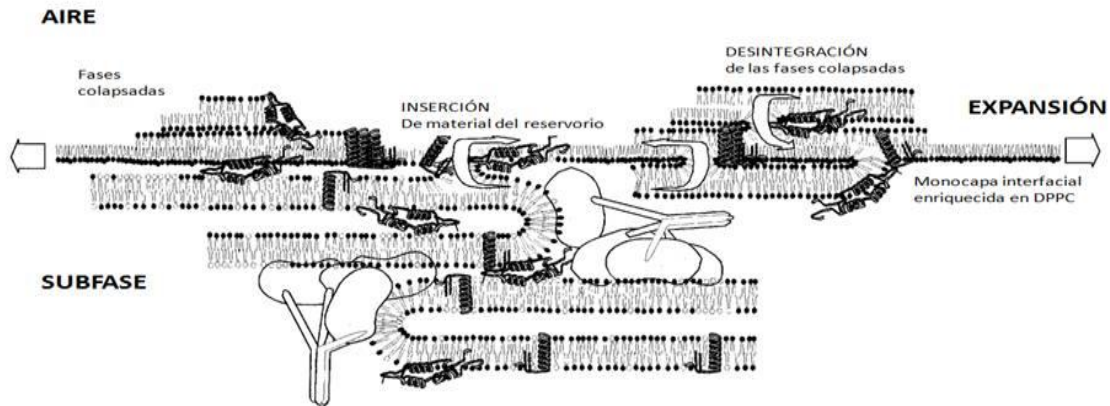 AIRE
Fases
colapsadas
INSERCIÓN
De material del reservorio
DESINTEGRACIÓN
de las fases colapsadas
EXPANSIÓN
Monocapa interfacial
enriquecida en DPPC
SUBFASE